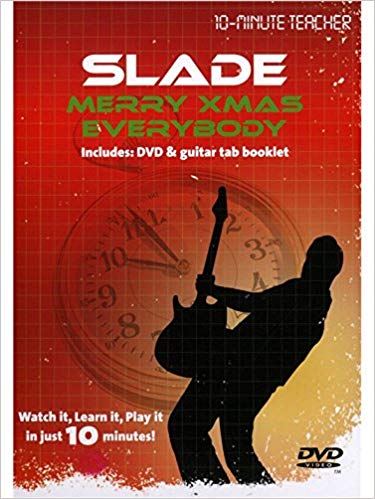 10-MINUTE TEACHER
SLADE
MERRY XMAS
EVERYBODY
Includes: DVD & guitar tab booklet
Watch it, Learn it, Play it
in just 10 minutes!
DVD
VIDEO
TM